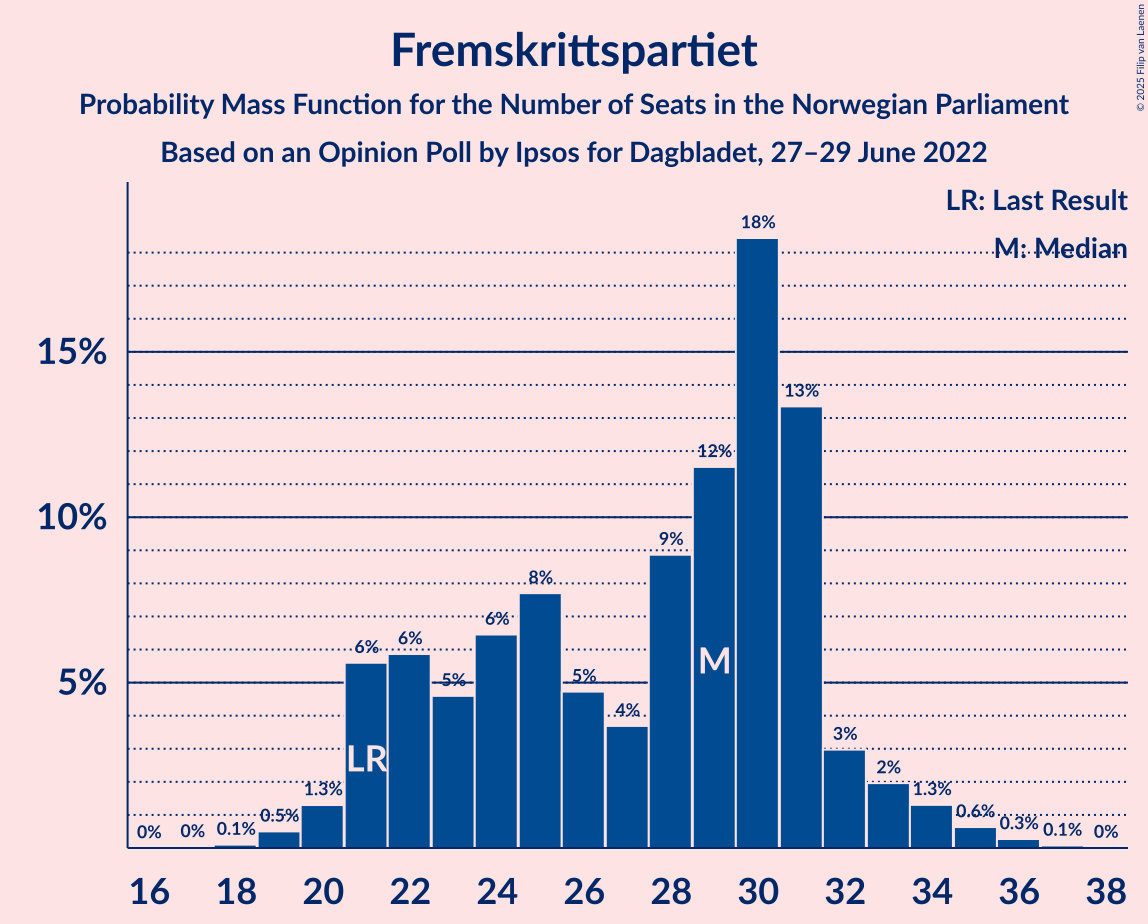 Fremskrittspartiet
Probability Mass Function for the Number of Seats in the Norwegian Parliament
Based on an Opinion Poll by Ipsos for Dagbladet, 27–29 June 2022
© 2025 Filip van Laenen
LR: Last Result
M: Median
15%
10%
5%
0%
0%
0.1%
0.5%
1.3%
6%
6%
5%
6%
8%
5%
4%
9%
12%
18%
13%
3%
2%
1.3%
0.6%
0.3%
0.1%
0%
LR
M
16 18 20 22 24 26 28 30 32 34 36 38